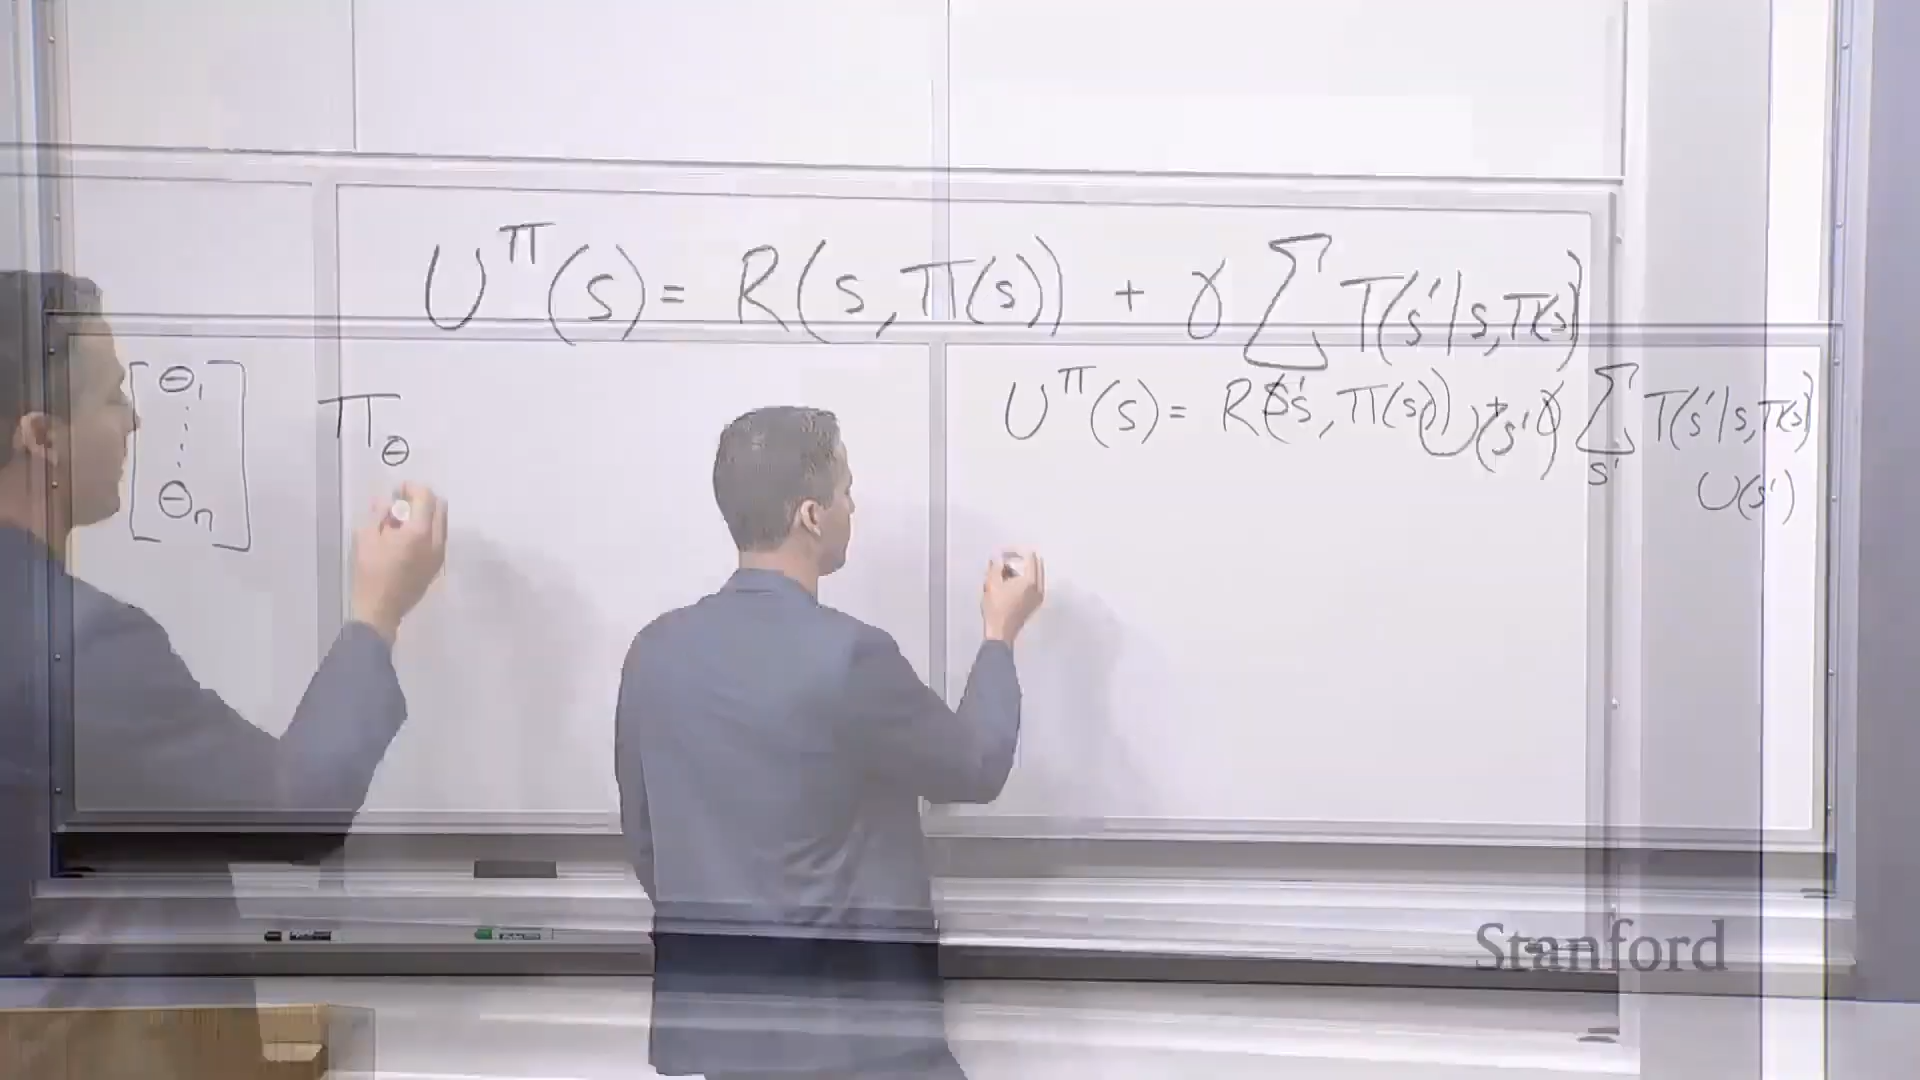 U^π(s) = R(s, π(s)) + γ Σ T(s'|s, π(s))
s' U(s')
[θ₁ ⋮ θₙ] π_θ
U^π(s) = R(s, π(s)) + γ Σ T(s'|s, π(s))
s' U(s')
Stanford